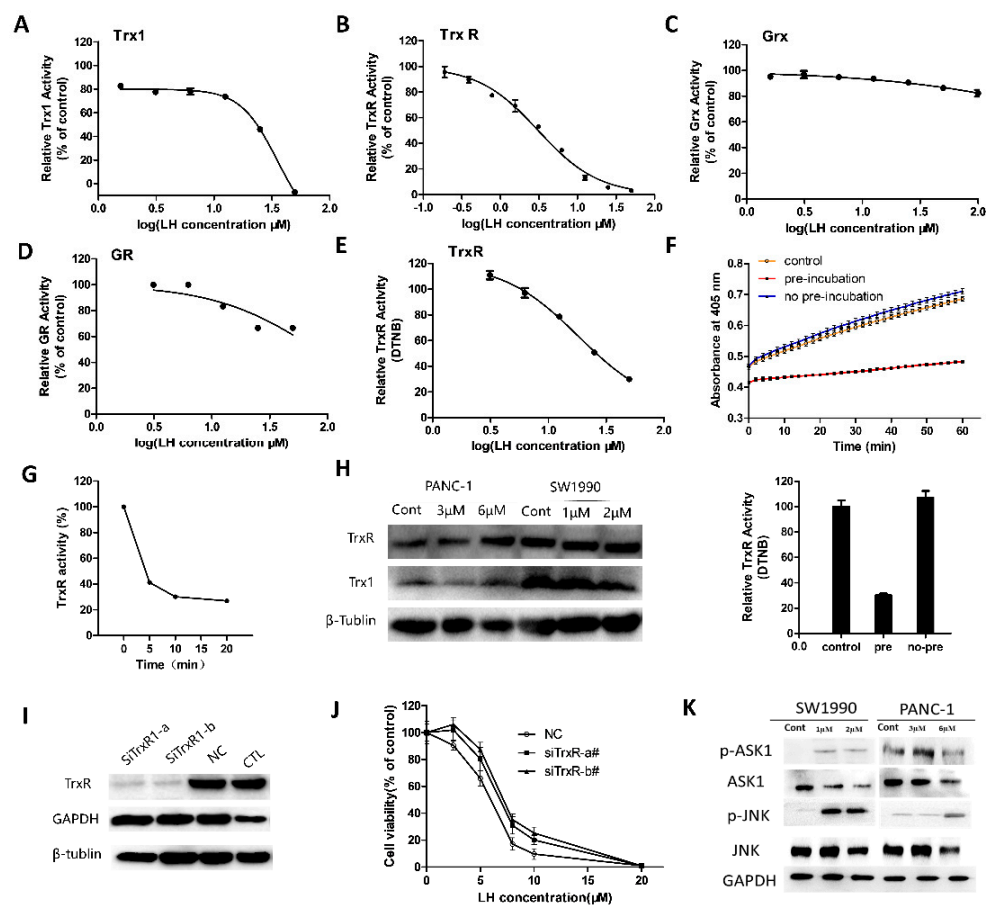 A
Trx1
Relative Trx1 Activity
(% of control)
120
100
80
60
40
20
0
0.0 0.5 1.0 1.5 2.0
log(LH concentration μM)
B
Trx R
Relative TrxR Activity
(% of control)
120
100
80
60
40
20
0
-1.0 -0.5 0.0 0.5 1.0 1.5 2.0
log(LH concentration μM)
C
Grx
Relative Grx Activity
(% of control)
120
100
80
60
40
20
0
0.0 0.5 1.0 1.5 2.0
log(LH concentration μM)
D
GR
Relative GR Activity
(% of control)
120
100
80
60
40
20
0
0.0 0.5 1.0 1.5 2.0
log(LH concentration μM)
E
TrxR
Relative TrxR Activity
(DTNB)
120
100
80
60
40
20
0
0.0 0.5 1.0 1.5 2.0
log(LH concentration μM)
F
control
pre-incubation
no pre-incubation
Absorbance at 405 nm
0.8
0.7
0.6
0.5
0.4
0.3
0 10 20 30 40 50 60
Time (min)
G
TrxR activity (%)
120
100
80
60
40
20
0
0 5 10 15 20
Time (min)
H
PANC-1 SW1990
Cont 3μM 6μM Cont 1μM 2μM
TrxR
Trx1
β-Tublin
Relative TrxR Activity
(DTNB)
120
100
80
60
40
20
0
0.0 control pre no-pre
I
SiTrxR1-a SiTrxR1-b NC CTL
TrxR
GAPDH
β-tublin
J
NC
siTrxR-a#
siTrxR-b#
Cell viability(% of control)
120
100
80
60
40
20
0
0 5 10 15 20
LH concentration(μM)
K
SW1990 PANC-1
Cont 1μM 2μM Cont 3μM 6μM
p-ASK1
ASK1
p-JNK
JNK
GAPDH